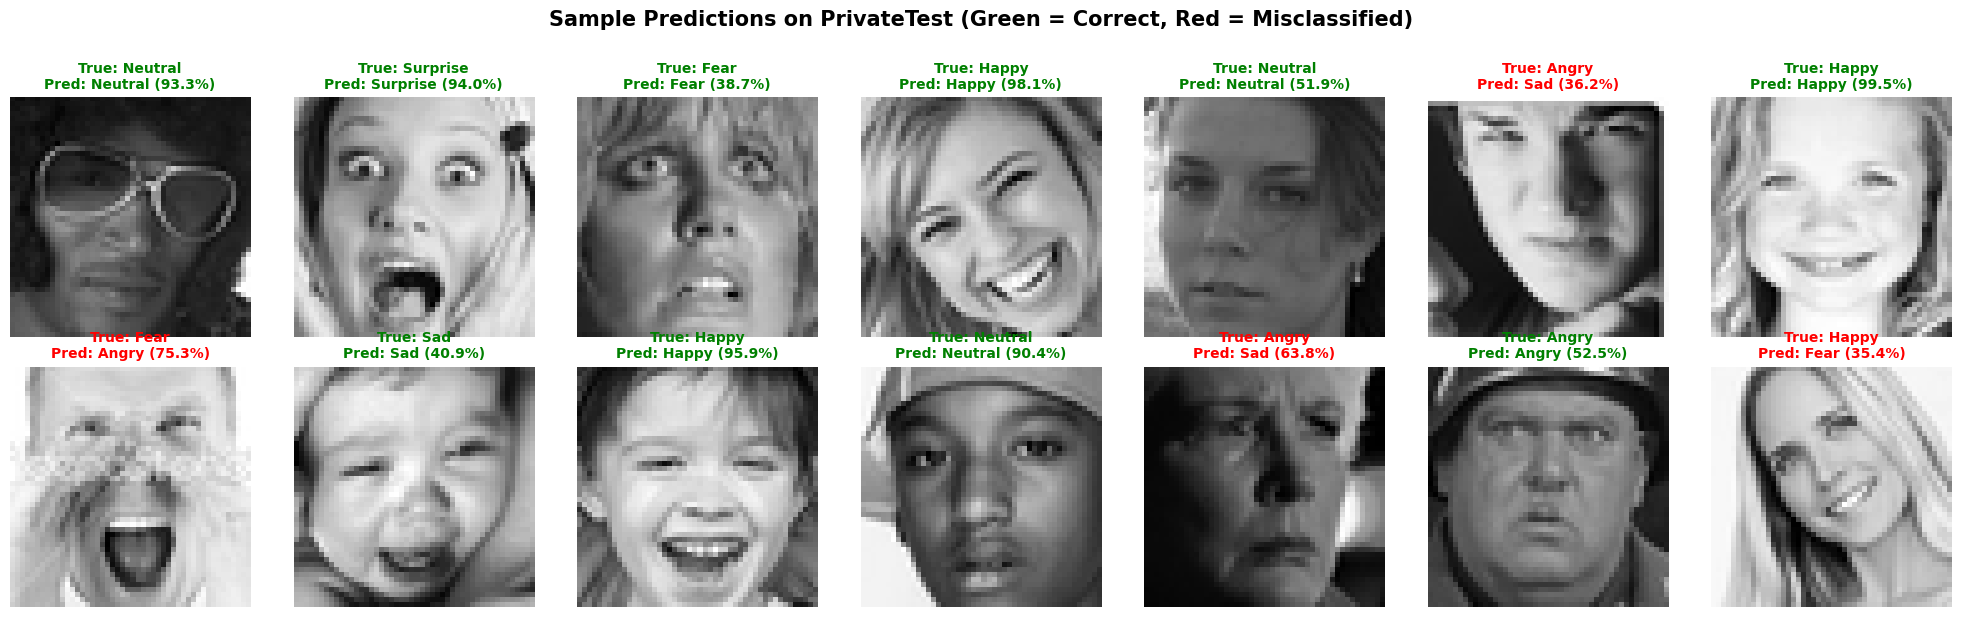 Sample Predictions on PrivateTest (Green = Correct, Red = Misclassified)
True: Neutral
Pred: Neutral (93.3%)
True: Surprise
Pred: Surprise (94.0%)
True: Fear
Pred: Fear (38.7%)
True: Happy
Pred: Happy (98.1%)
True: Neutral
Pred: Neutral (51.9%)
True: Angry
Pred: Sad (36.2%)
True: Happy
Pred: Happy (99.5%)
True: Fear
Pred: Angry (75.3%)
True: Sad
Pred: Sad (40.9%)
True: Happy
Pred: Happy (95.9%)
True: Neutral
Pred: Neutral (90.4%)
True: Angry
Pred: Sad (63.8%)
True: Angry
Pred: Angry (52.5%)
True: Happy
Pred: Fear (35.4%)